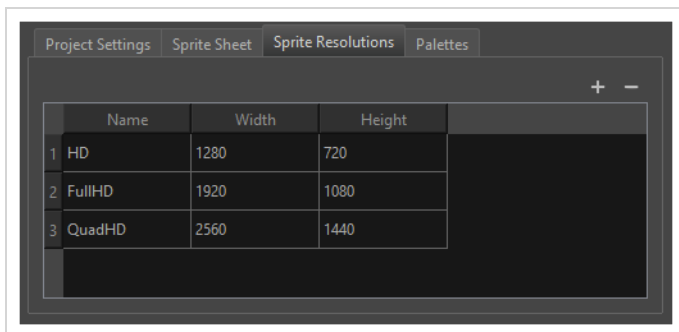 Project Settings Sprite Sheet Sprite Resolutions Palettes
+ −
Name Width Height
1 HD 1280 720
2 FullHD 1920 1080
3 QuadHD 2560 1440